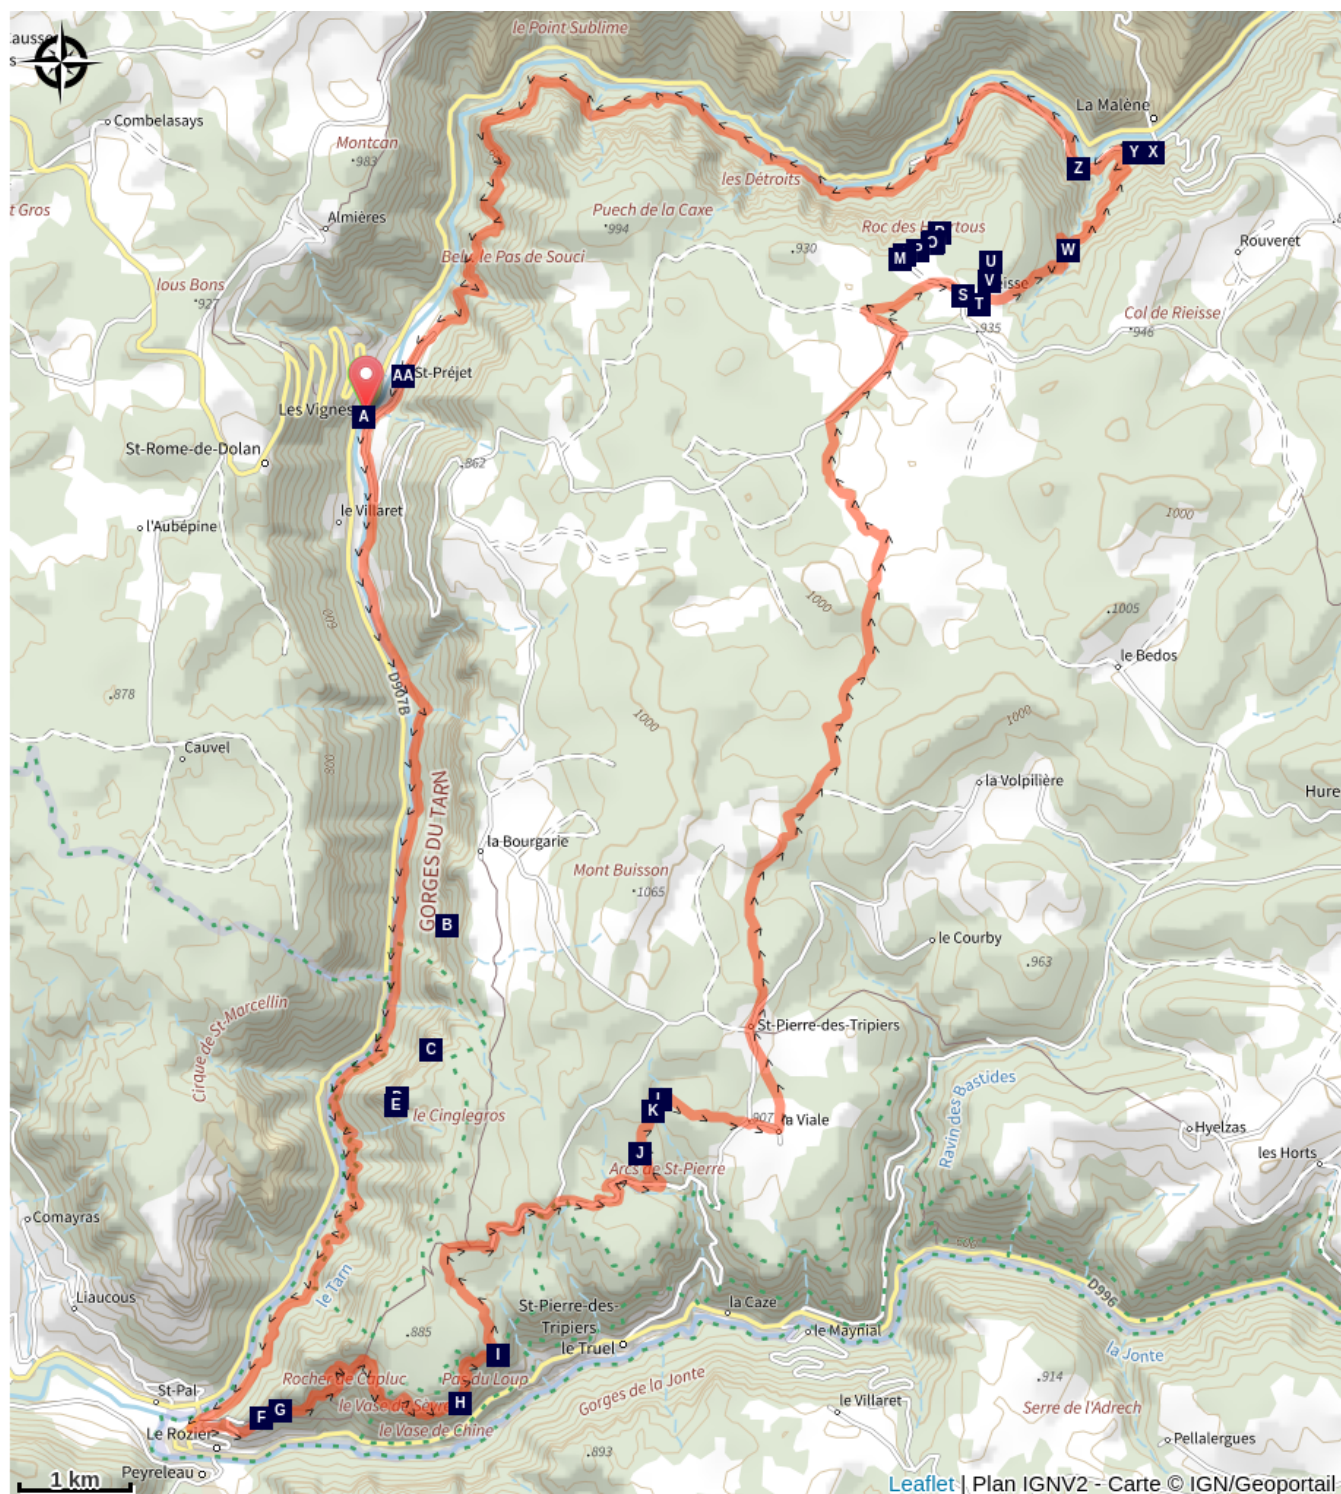 le Point Sublime
Combelasays
La Malène
Montcan
983
Y X
Z
les Détroits
t Gros
Puech de la Caxe
994
Almières
Roc des
930
O
M
U
V
W
Rouveret
Belv. le Pas de Souci
lous Bons
927
S
T
Col de Rieisse
935
946
AA
St-Préjet
Les Vignes
A
St-Rome-de-Dolan
862
le Villaret
l'Aubépine
1000
1000
600
1005
le Bedos
D907B
878
1000
1000
Cauvel
800
la Volpilière
Hure
GORGES DU TARN
la Bourgarie
Mont Buisson
1065
B
le Courby
963
Cirque de St-Marcellin
St-Pierre-des-Tripiers
C
Ravin des Bastides
E
le Cinglegros
K
907
la Viale
Hyelzas
J
Arcs de St-Pierre
les Horts
Comayras
le Tarn
Liaucous
D996
St-Pierre-des-
Tripiers
la Caze
885
le Truel
le Maynial
la Jonte
I
Rocher de Capluc
Pas du Loup
914
St-Pal
Gorges de la Jonte
le Villaret
F
G
H
Serre de l'Adrech
Le Rozier
le Vase de Chine
Pellalergues
893
Peyreleau
1 km
Leaflet | Plan IGNV2 - Carte © IGN/Geoportail